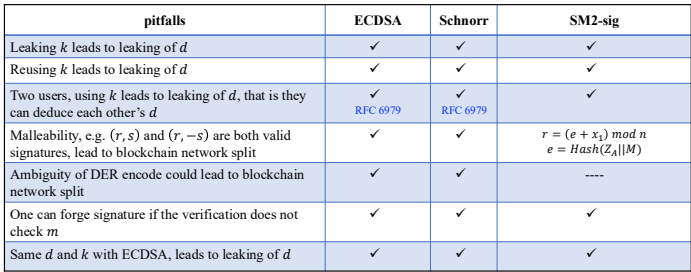 pitfalls ECDSA Schnorr SM2-sig
Leaking k leads to leaking of d ✓ ✓ ✓
Reusing k leads to leaking of d ✓ ✓ ✓
Two users, using k leads to leaking of d, that is they ✓ ✓ ✓
can deduce each other's d RFC 6979 RFC 6979
Malleability, e.g. (r, s) and (r, −s) are both valid ✓ ✓ r = (e + x₁) mod n
signatures, lead to blockchain network split e = Hash(Z_A||M)
Ambiguity of DER encode could lead to blockchain ✓ ✓ ----
network split
One can forge signature if the verification does not ✓ ✓ ✓
check m
Same d and k with ECDSA, leads to leaking of d ✓ ✓ ✓